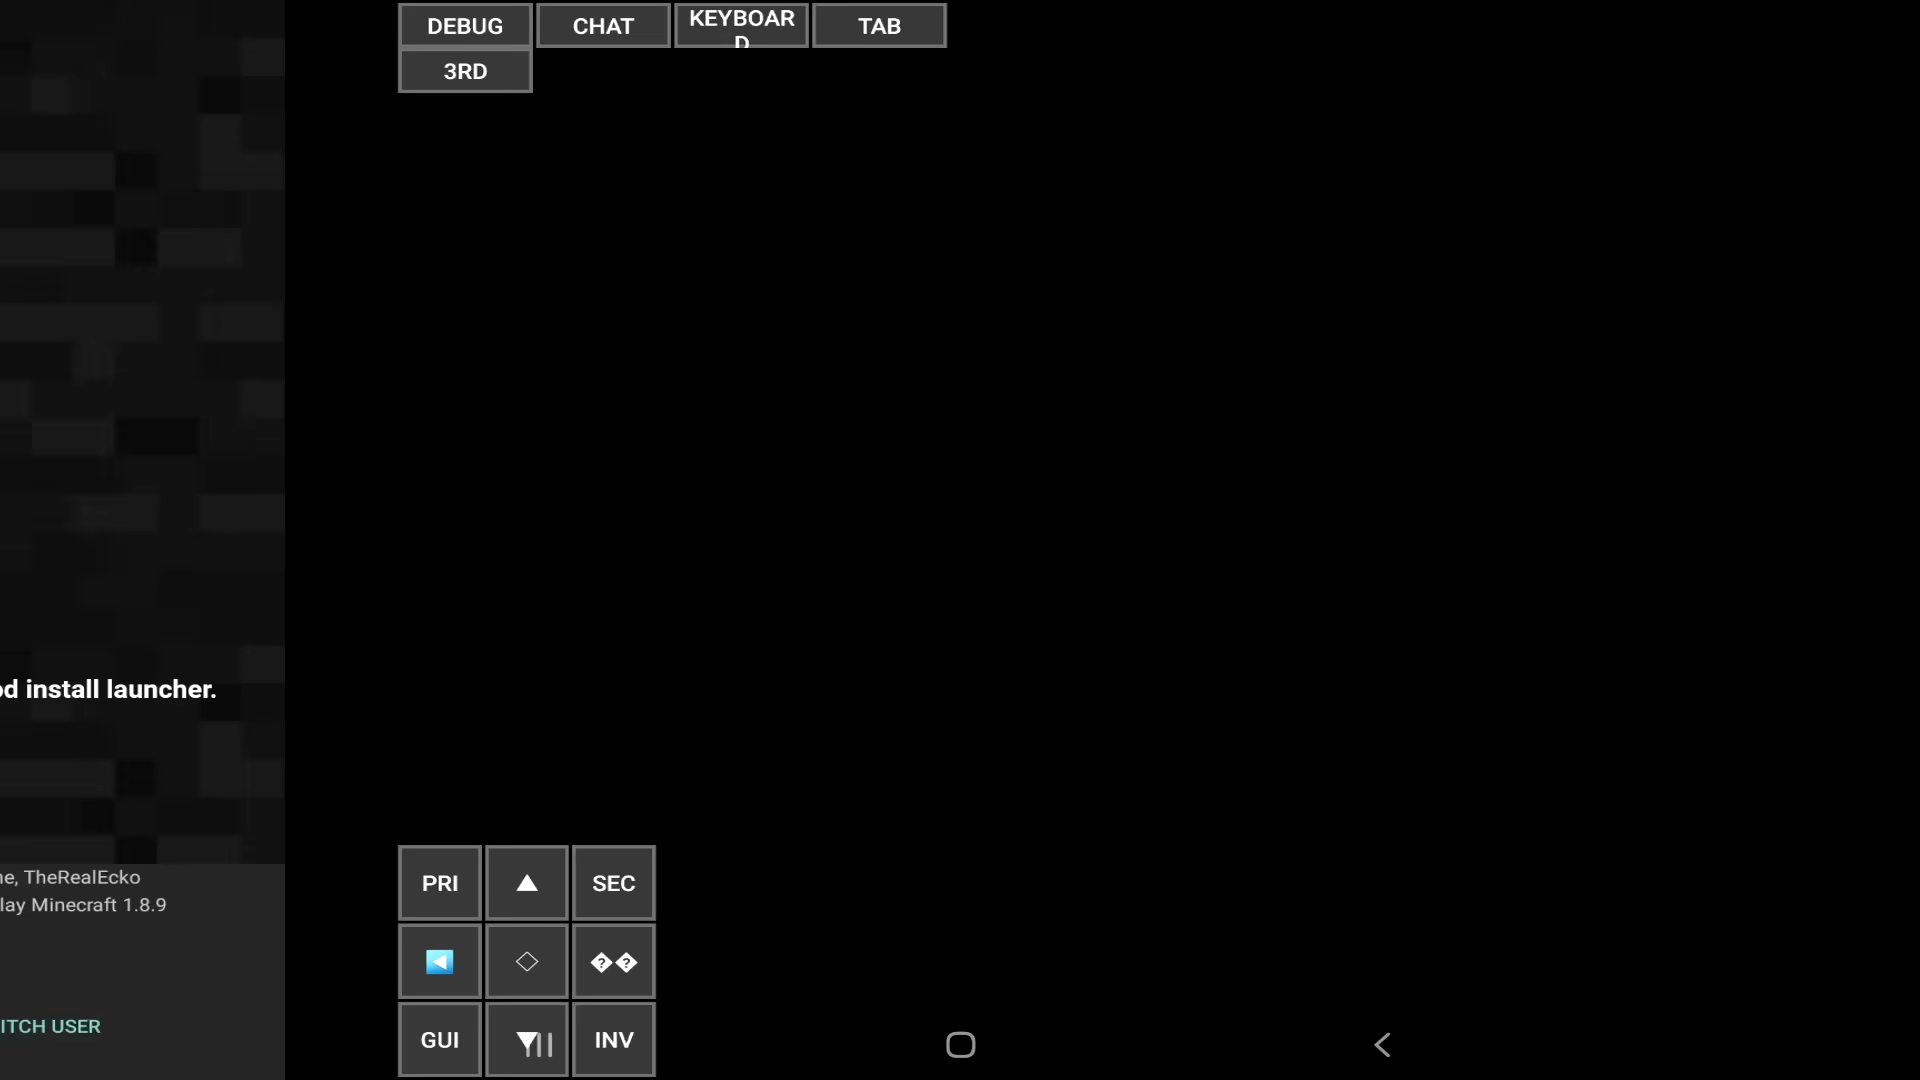 DEBUG
CHAT
KEYBOAR
D
TAB
3RD
od install launcher.
PRI
▲
SEC
◀
◇
��
GUI
▼
INV
ne, TheRealEcko
lay Minecraft 1.8.9
ITCH USER